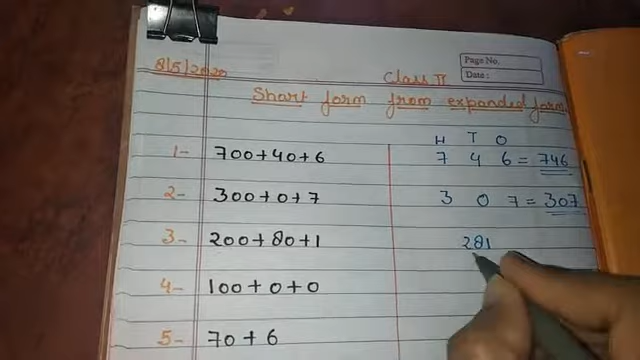 Page No.
Date :
8/5/2020
Class II
Short form from expanded form
H T O
1- 700+40+6
7 4 6 = 746
2- 300+0+7
3 0 7 = 307
3- 200+80+1
281
4- 100+0+0
5- 70+6